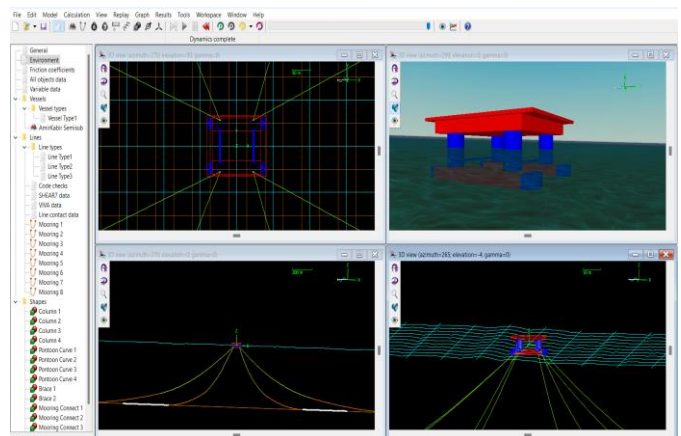 File Edit Model Calculation View Replay Graph Results Tools Workspace Window Help
Dynamics complete
General
Environment
Friction coefficients
All objects data
Variable data
Vessels
Vessel types
Vessel Type1
Amirkabir Semisub
Lines
Line types
Line Type1
Line Type2
Line Type3
Code checks
SHEAR7 data
VIVA data
Line contact data
Mooring 1
Mooring 2
Mooring 3
Mooring 4
Mooring 5
Mooring 6
Mooring 7
Mooring 8
Shapes
Column 1
Column 2
Column 3
Column 4
Pontoon Curve 1
Pontoon Curve 2
Pontoon Curve 3
Pontoon Curve 4
Brace 1
Brace 2
Mooring Connect 1
Mooring Connect 2
Mooring Connect 3
3D view (azimuth=265; elevation=-4; gamma=0)